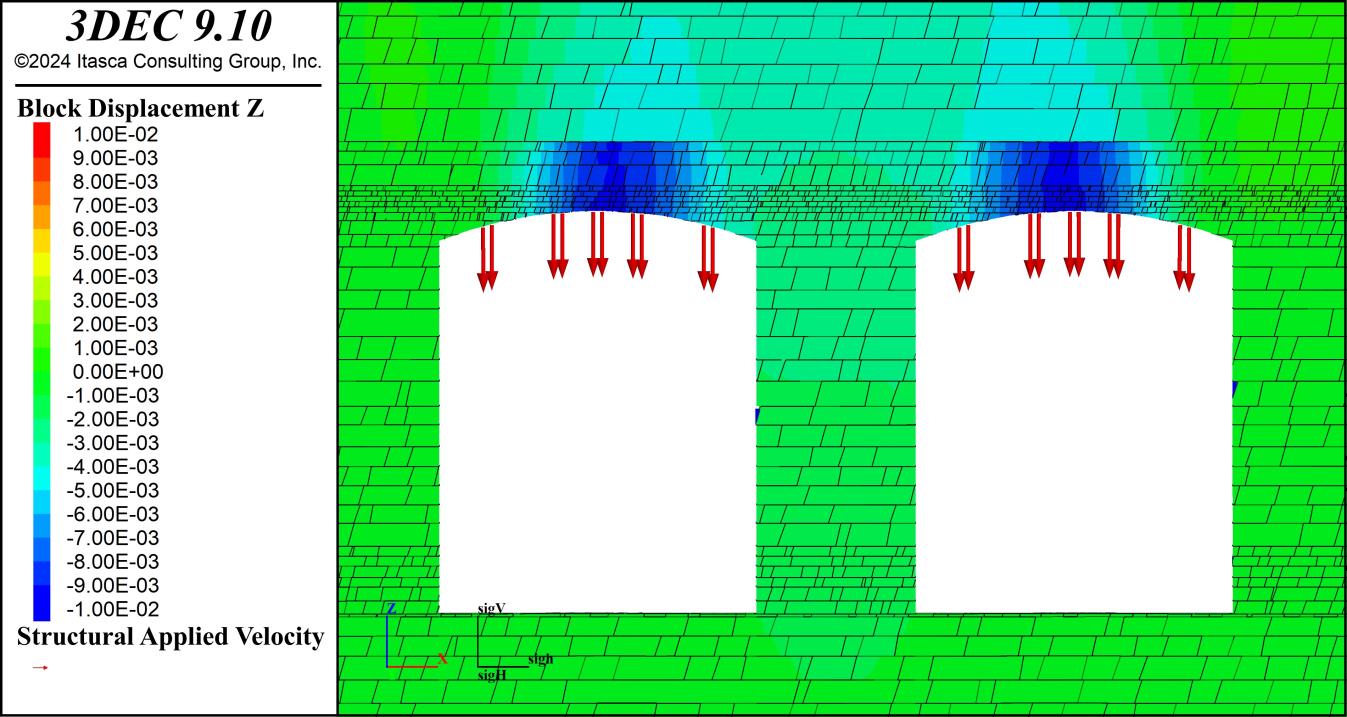 3DEC 9.10
©2024 Itasca Consulting Group, Inc.
Block Displacement Z
1.00E-02
9.00E-03
8.00E-03
7.00E-03
6.00E-03
5.00E-03
4.00E-03
3.00E-03
2.00E-03
1.00E-03
0.00E+00
-1.00E-03
-2.00E-03
-3.00E-03
-4.00E-03
-5.00E-03
-6.00E-03
-7.00E-03
-8.00E-03
-9.00E-03
-1.00E-02
Structural Applied Velocity
Z
X
sigV
sigh
sigH